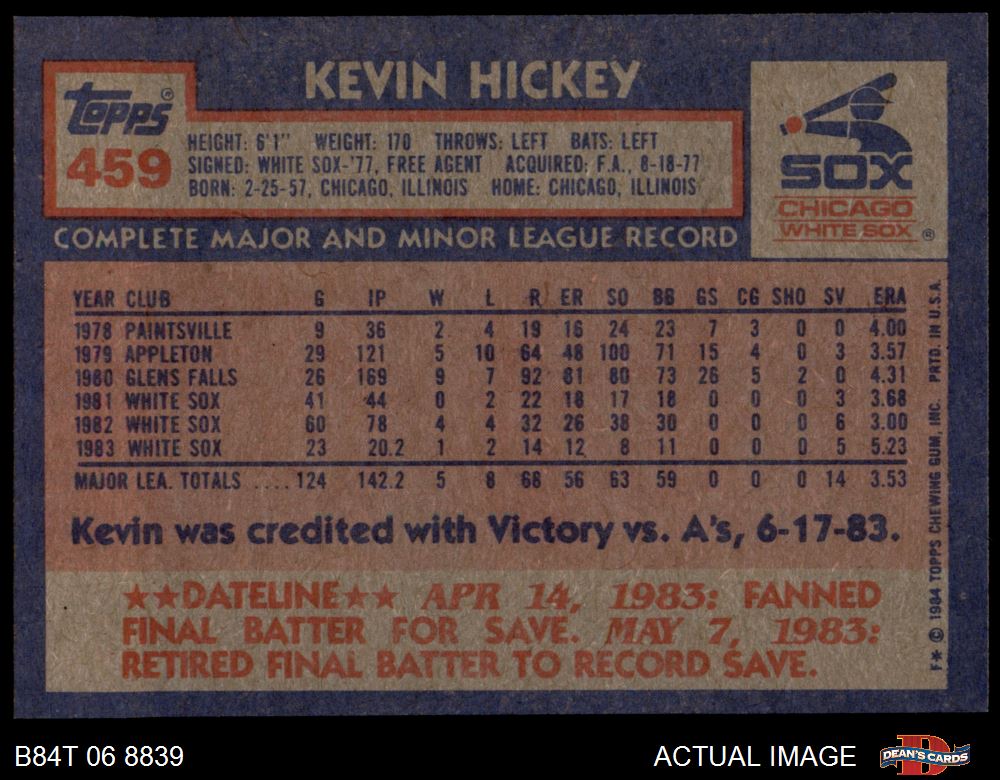 KEVIN HICKEY
Topps®
459
HEIGHT: 6'1" WEIGHT: 170 THROWS: LEFT BATS: LEFT
SIGNED: WHITE SOX-'77, FREE AGENT ACQUIRED: F.A., 8-18-77
BORN: 2-25-57, CHICAGO, ILLINOIS HOME: CHICAGO, ILLINOIS
SOX
CHICAGO
WHITE SOX ®
COMPLETE MAJOR AND MINOR LEAGUE RECORD
YEAR CLUB G IP W L R ER SO BB GS CG SHO SV ERA
1978 PAINTSVILLE 9 36 2 4 19 16 24 23 7 3 0 0 4.00
1979 APPLETON 29 121 5 10 64 48 100 71 15 4 0 3 3.57
1980 GLENS FALLS 26 169 9 7 92 81 80 73 26 5 2 0 4.31
1981 WHITE SOX 41 44 0 2 22 18 17 18 0 0 0 3 3.68
1982 WHITE SOX 60 78 4 4 32 26 38 30 0 0 0 6 3.00
1983 WHITE SOX 23 20.2 1 2 14 12 8 11 0 0 0 5 5.23
MAJOR LEA. TOTALS .... 124 142.2 5 8 68 56 63 59 0 0 0 14 3.53
Kevin was credited with Victory vs. A's, 6-17-83.
★★DATELINE★★ APR 14, 1983: FANNED
FINAL BATTER FOR SAVE. MAY 7, 1983:
RETIRED FINAL BATTER TO RECORD SAVE.
F★ © 1984 TOPPS CHEWING GUM, INC. PRTD. IN U.S.A.
B84T 06 8839
ACTUAL IMAGE
D
DEAN'S CARDS